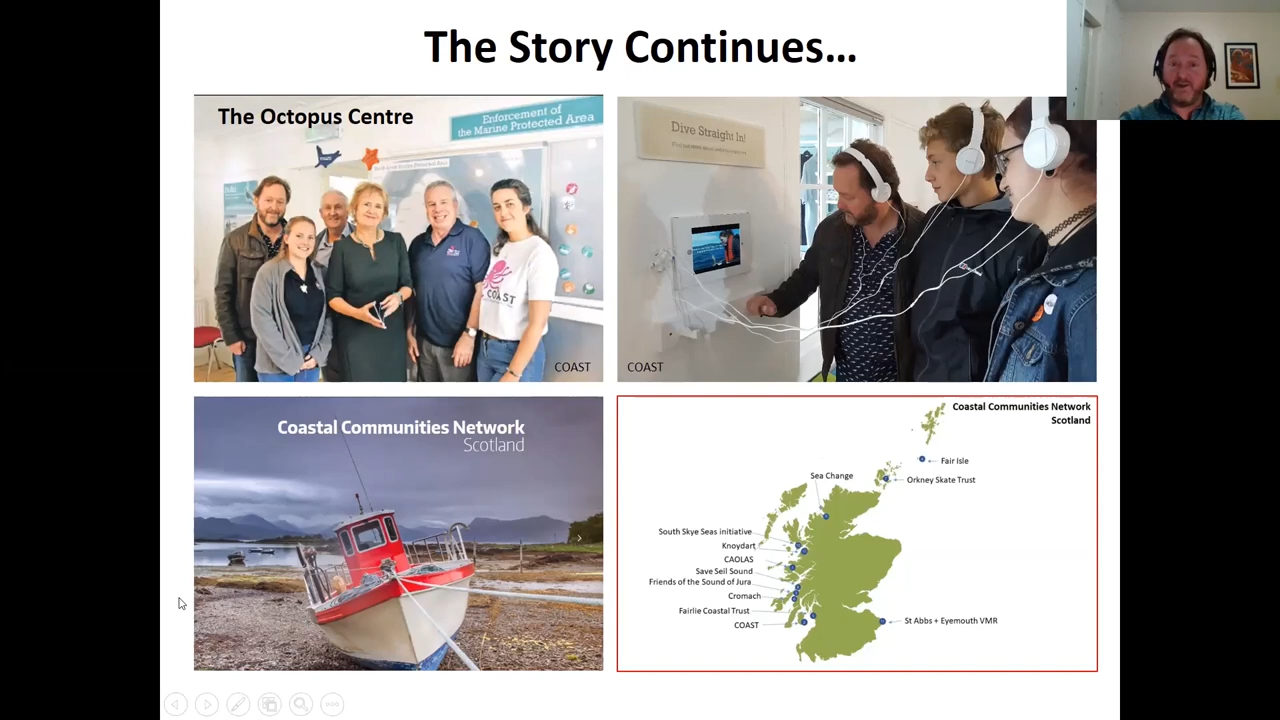 The Story Continues...
The Octopus Centre
Enforcement of
the Marine Protected Area
COAST
COAST
Dive Straight In!
COAST
Coastal Communities Network
Scotland
Coastal Communities Network
Scotland
Fair Isle
Orkney Skate Trust
Sea Change
South Skye Seas initiative
Knoydart
CAOLAS
Save Seil Sound
Friends of the Sound of Jura
Cromach
Fairlie Coastal Trust
COAST
St Abbs + Eyemouth VMR